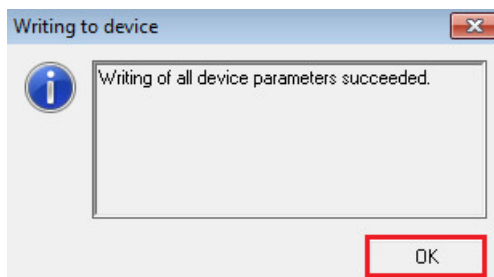 Writing to device
Writing of all device parameters succeeded.
OK